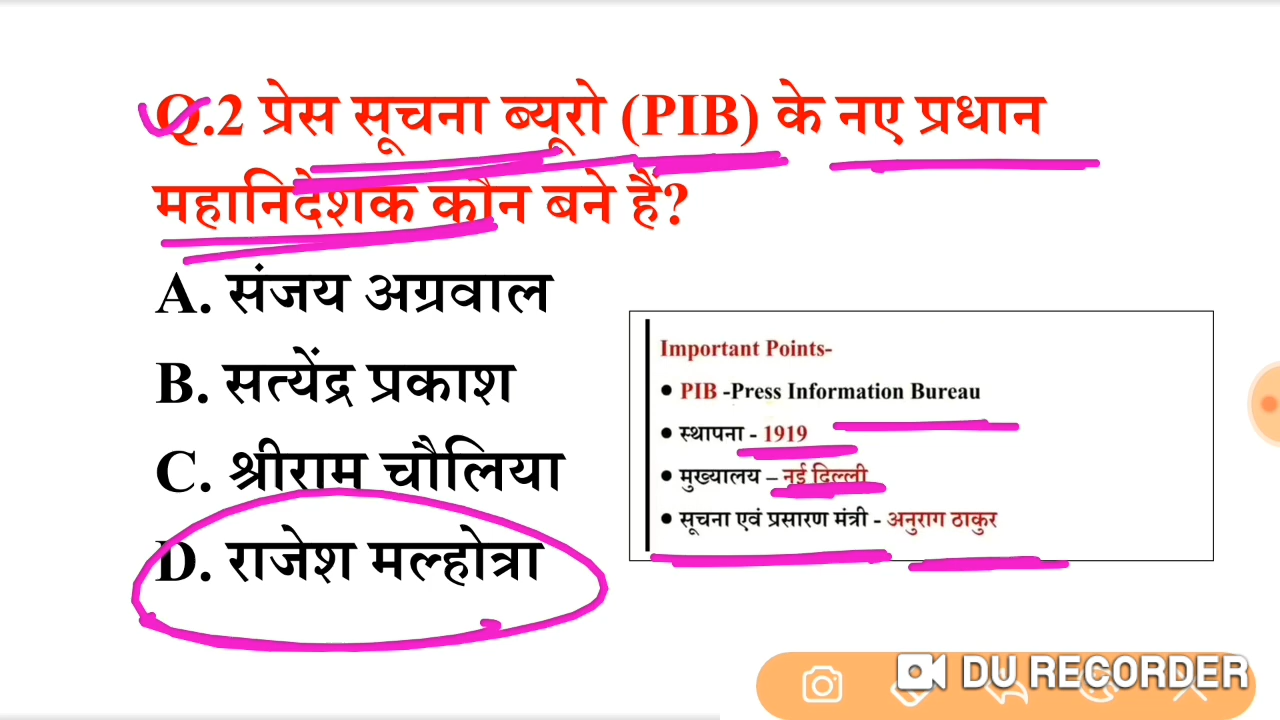 Q.2 प्रेस सूचना ब्यूरो (PIB) के नए प्रधान
महानिदेशक कौन बने हैं?
A. संजय अग्रवाल
B. सत्येंद्र प्रकाश
C. श्रीराम चौलिया
D. राजेश मल्होत्रा
Important Points-
• PIB -Press Information Bureau
• स्थापना - 1919
• मुख्यालय – नई दिल्ली
• सूचना एवं प्रसारण मंत्री - अनुराग ठाकुर
DU RECORDER